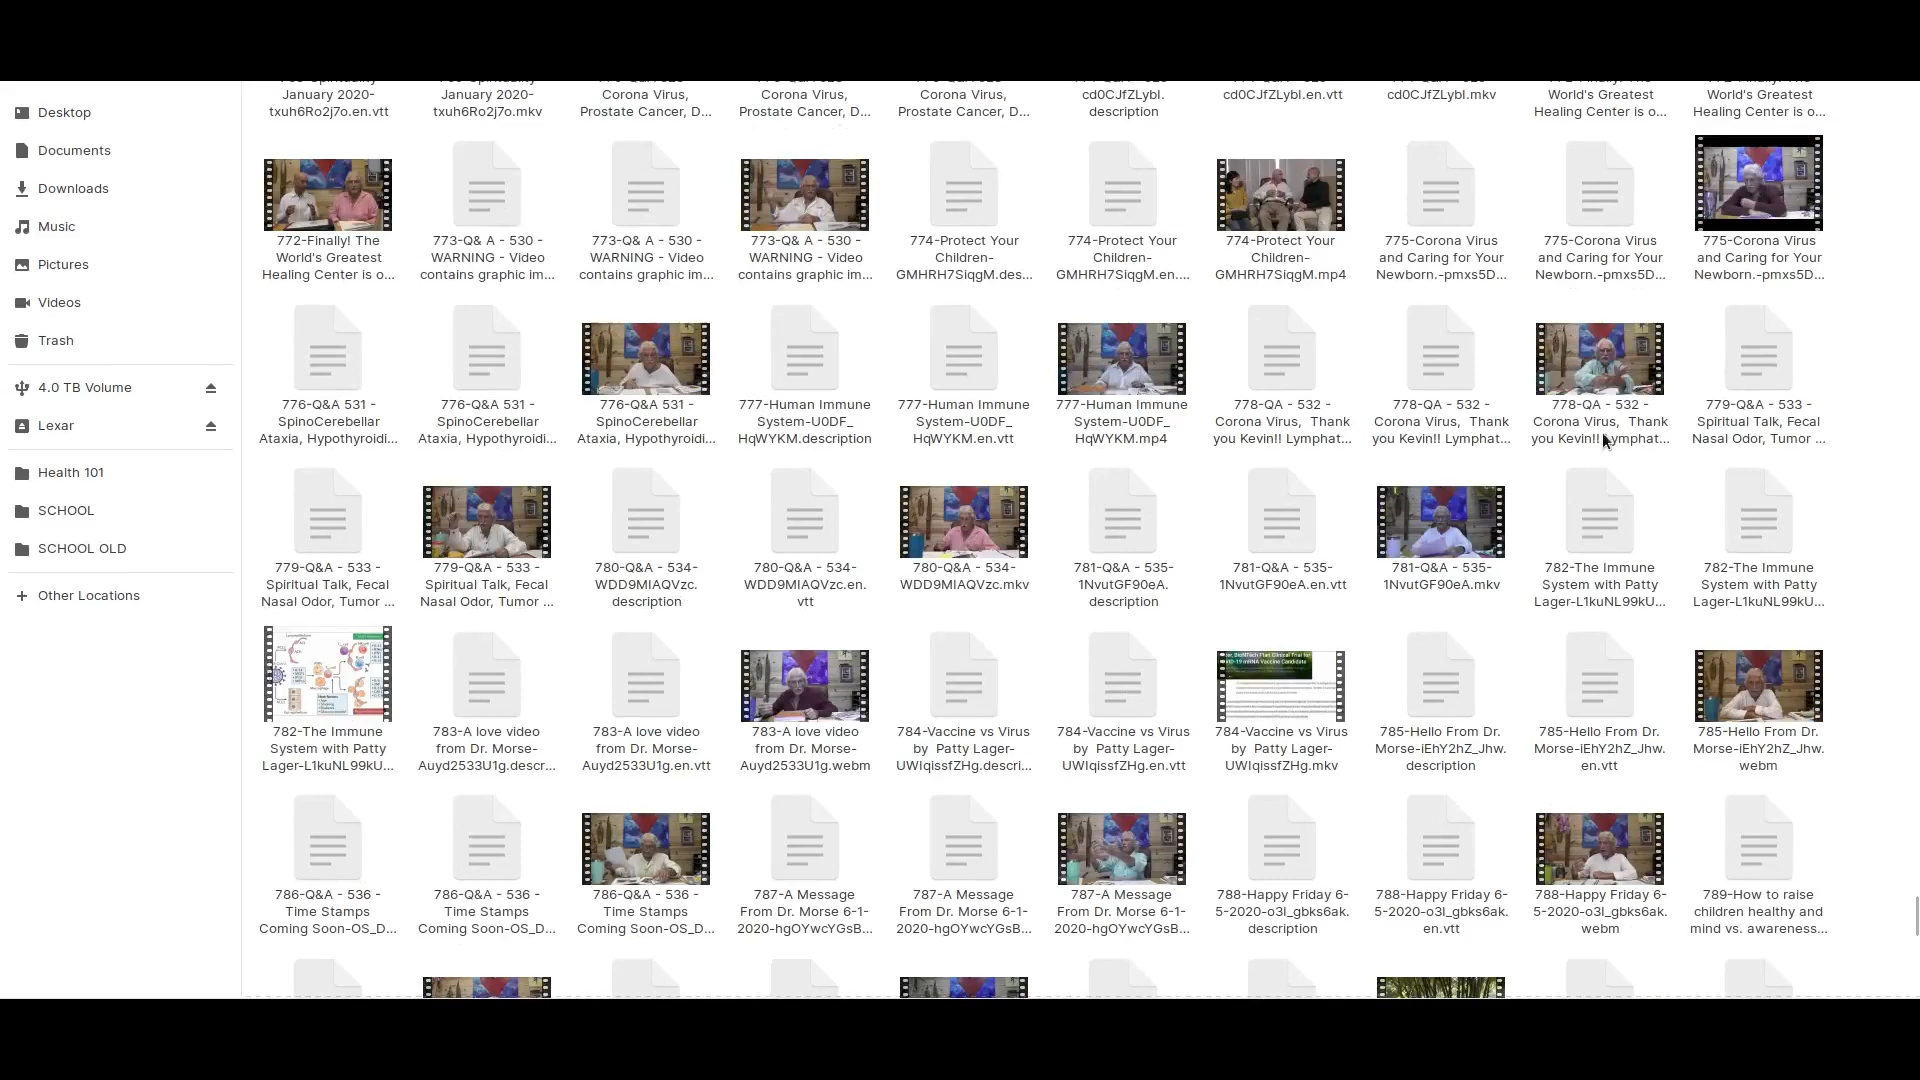 Desktop
Documents
Downloads
Music
Pictures
Videos
Trash
4.0 TB Volume
Lexar
Health 101
SCHOOL
SCHOOL OLD
Other Locations
January 2020-
txuh6Ro2j7o.en.vtt
January 2020-
txuh6Ro2j7o.mkv
Corona Virus,
Prostate Cancer, D...
Corona Virus,
Prostate Cancer, D...
Corona Virus,
Prostate Cancer, D...
cd0CJfZLybI.
description
cd0CJfZLybI.en.vtt
cd0CJfZLybI.mkv
World's Greatest
Healing Center is o...
World's Greatest
Healing Center is o...
772-Finally! The
World's Greatest
Healing Center is o...
773-Q& A - 530 -
WARNING - Video
contains graphic im...
773-Q& A - 530 -
WARNING - Video
contains graphic im...
773-Q& A - 530 -
WARNING - Video
contains graphic im...
774-Protect Your
Children-
GMHRH7SiqgM.des...
774-Protect Your
Children-
GMHRH7SiqgM.en....
774-Protect Your
Children-
GMHRH7SiqgM.mp4
775-Corona Virus
and Caring for Your
Newborn.-pmxs5D...
775-Corona Virus
and Caring for Your
Newborn.-pmxs5D...
775-Corona Virus
and Caring for Your
Newborn.-pmxs5D...
776-Q&A 531 -
SpinoCerebellar
Ataxia, Hypothyroidi...
776-Q&A 531 -
SpinoCerebellar
Ataxia, Hypothyroidi...
776-Q&A 531 -
SpinoCerebellar
Ataxia, Hypothyroidi...
777-Human Immune
System-U0DF_
HqWYKM.description
777-Human Immune
System-U0DF_
HqWYKM.en.vtt
777-Human Immune
System-U0DF_
HqWYKM.mp4
778-QA - 532 -
Corona Virus,  Thank
you Kevin!! Lymphat...
778-QA - 532 -
Corona Virus,  Thank
you Kevin!! Lymphat...
778-QA - 532 -
Corona Virus,  Thank
you Kevin!! Lymphat...
779-Q&A - 533 -
Spiritual Talk, Fecal
Nasal Odor, Tumor ...
779-Q&A - 533 -
Spiritual Talk, Fecal
Nasal Odor, Tumor ...
779-Q&A - 533 -
Spiritual Talk, Fecal
Nasal Odor, Tumor ...
780-Q&A - 534-
WDD9MIAQVzc.
description
780-Q&A - 534-
WDD9MIAQVzc.en.
vtt
780-Q&A - 534-
WDD9MIAQVzc.mkv
781-Q&A - 535-
1NvutGF90eA.
description
781-Q&A - 535-
1NvutGF90eA.en.vtt
781-Q&A - 535-
1NvutGF90eA.mkv
782-The Immune
System with Patty
Lager-L1kuNL99kU...
782-The Immune
System with Patty
Lager-L1kuNL99kU...
782-The Immune
System with Patty
Lager-L1kuNL99kU...
783-A love video
from Dr. Morse-
Auyd2533U1g.descr...
783-A love video
from Dr. Morse-
Auyd2533U1g.en.vtt
783-A love video
from Dr. Morse-
Auyd2533U1g.webm
784-Vaccine vs Virus
by  Patty Lager-
UWIqissfZHg.descri...
784-Vaccine vs Virus
by  Patty Lager-
UWIqissfZHg.en.vtt
784-Vaccine vs Virus
by  Patty Lager-
UWIqissfZHg.mkv
785-Hello From Dr.
Morse-iEhY2hZ_Jhw.
description
785-Hello From Dr.
Morse-iEhY2hZ_Jhw.
en.vtt
785-Hello From Dr.
Morse-iEhY2hZ_Jhw.
webm
786-Q&A - 536 -
Time Stamps
Coming Soon-OS_D...
786-Q&A - 536 -
Time Stamps
Coming Soon-OS_D...
786-Q&A - 536 -
Time Stamps
Coming Soon-OS_D...
787-A Message
From Dr. Morse 6-1-
2020-hgOYwcYGsB...
787-A Message
From Dr. Morse 6-1-
2020-hgOYwcYGsB...
787-A Message
From Dr. Morse 6-1-
2020-hgOYwcYGsB...
788-Happy Friday 6-
5-2020-o3l_gbks6ak.
description
788-Happy Friday 6-
5-2020-o3l_gbks6ak.
en.vtt
788-Happy Friday 6-
5-2020-o3l_gbks6ak.
webm
789-How to raise
children healthy and
mind vs. awareness...